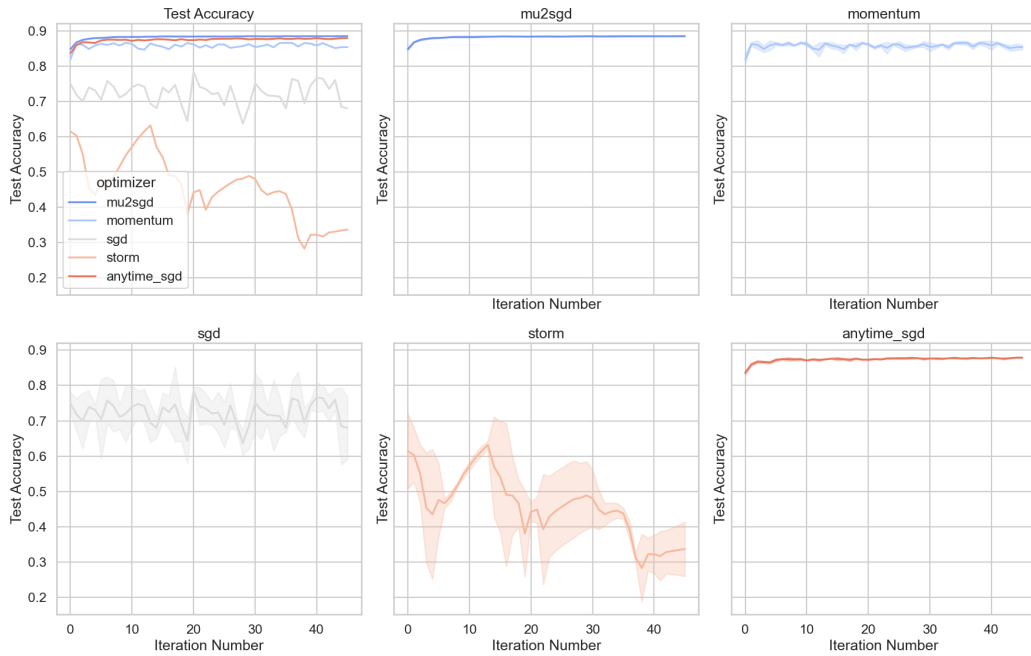 Test Accuracy
mu2sgd
momentum
0.9
0.8
0.7
0.6
0.5
0.4
0.3
0.2
Test Accuracy
optimizer
mu2sgd
momentum
sgd
storm
anytime_sgd
Test Accuracy
Iteration Number
Test Accuracy
Iteration Number
sgd
storm
anytime_sgd
0.9
0.8
0.7
0.6
0.5
0.4
0.3
0.2
Test Accuracy
Test Accuracy
Test Accuracy
0 10 20 30 40
0 10 20 30 40
0 10 20 30 40
Iteration Number
Iteration Number
Iteration Number